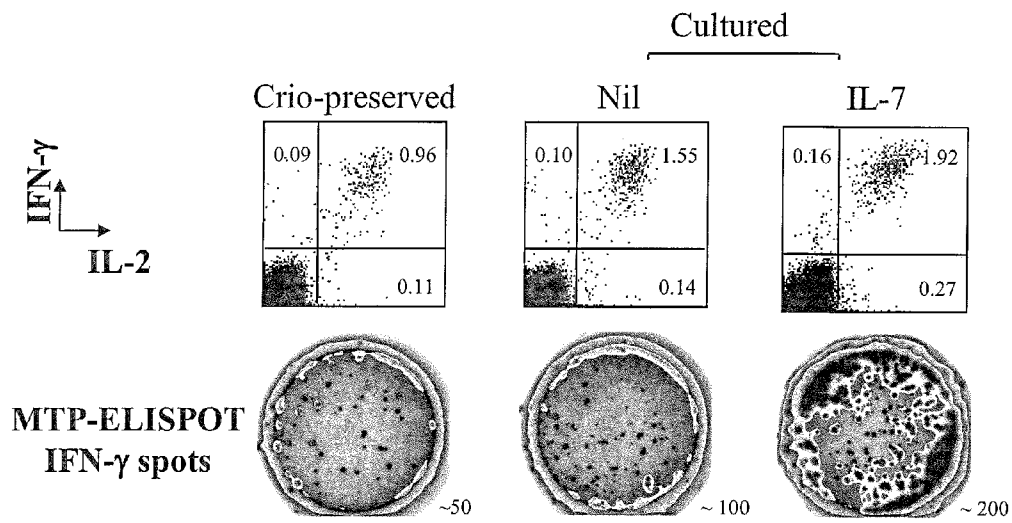 Cultured
Crio-preserved Nil IL-7
IFN-γ
IL-2
0.09 0.96 0.10 1.55 0.16 1.92
0.11 0.14 0.27
MTP-ELISPOT
IFN-γ spots
~50 ~ 100 ~ 200